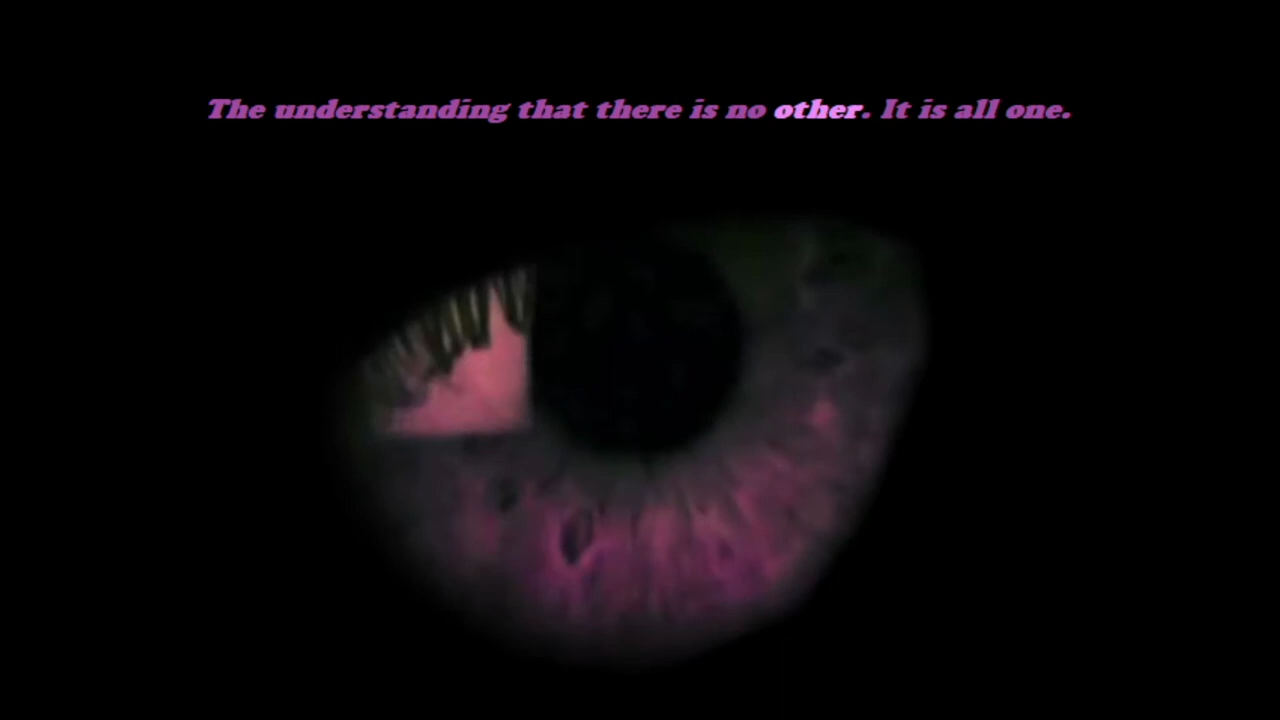 The understanding that there is no other. It is all one.